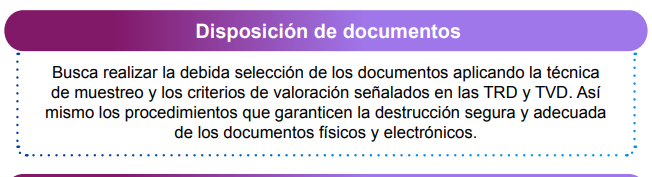 Disposición de documentos
Busca realizar la debida selección de los documentos aplicando la técnica
de muestreo y los criterios de valoración señalados en las TRD y TVD. Así
mismo los procedimientos que garanticen la destrucción segura y adecuada
de los documentos físicos y electrónicos.